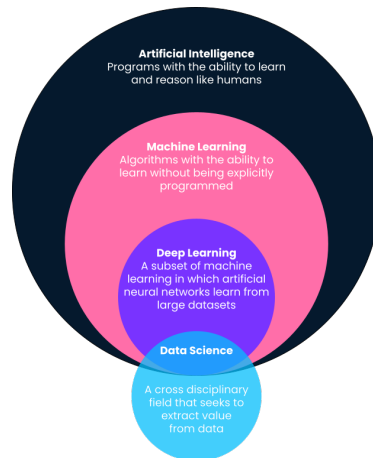 Artificial Intelligence
Programs with the ability to learn
and reason like humans
Machine Learning
Algorithms with the ability to
learn without being explicitly
programmed
Deep Learning
A subset of machine
learning in which artificial
neural networks learn from
large datasets
Data Science
A cross disciplinary
field that seeks to
extract value
from data